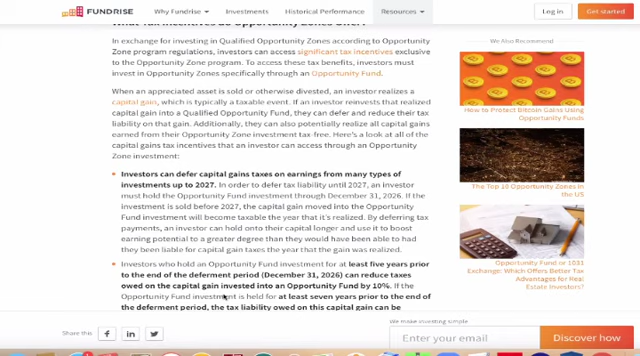 FUNDRISE
Why Fundrise
Investments
Historical Performance
Resources
Log in
Get started
What Tax Incentives do Opportunity Zones Offer?
In exchange for investing in Qualified Opportunity Zones according to Opportunity
Zone program regulations, investors can access significant tax incentives exclusive
to the Opportunity Zone program. To access these tax benefits, investors must
invest in Opportunity Zones specifically through an Opportunity Fund.
When an appreciated asset is sold or otherwise divested, an investor realizes a
capital gain, which is typically a taxable event. If an investor reinvests that realized
capital gain into a Qualified Opportunity Fund, they can defer and reduce their tax
liability on that gain. Additionally, they can also potentially realize all capital gains
earned from their Opportunity Zone investment tax-free. Here's a look at all of the
capital gains tax incentives that an investor can access through an Opportunity
Zone investment:
Investors can defer capital gains taxes on earnings from many types of
investments up to 2027. In order to defer tax liability until 2027, an investor
must hold the Opportunity Fund investment through December 31, 2026. If the
investment is sold before 2027, the capital gain moved into the Opportunity
Fund investment will become taxable the year that it's realized. By deferring tax
payments, an investor can hold onto their capital longer and use it to boost
earning potential to a greater degree than they would have been able to had
they been liable for capital gain taxes the year that the gain was realized.
Investors who hold an Opportunity Fund investment for at least five years prior
to the end of the deferment period (December 31, 2026) can reduce taxes
owed on the capital gain invested into an Opportunity Fund by 10%. If the
Opportunity Fund investment is held for at least seven years prior to the end of
the deferment period, the tax liability owed on this capital gain can be
We Also Recommend
How to Protect Bitcoin Gains Using
Opportunity Funds
The Top 10 Opportunity Zones in
the US
Opportunity Fund or 1031
Exchange: Which Offers Better Tax
Advantages for Real
Estate Investors?
Share this
We make investing simple
Enter your email
Discover how